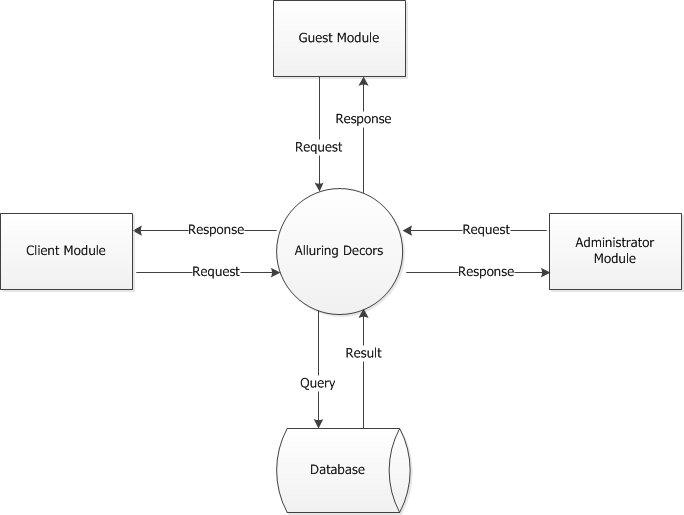 Guest Module
Response
Request
Response
Request
Client Module
Alluring Decors
Administrator
Module
Request
Response
Result
Query
Database